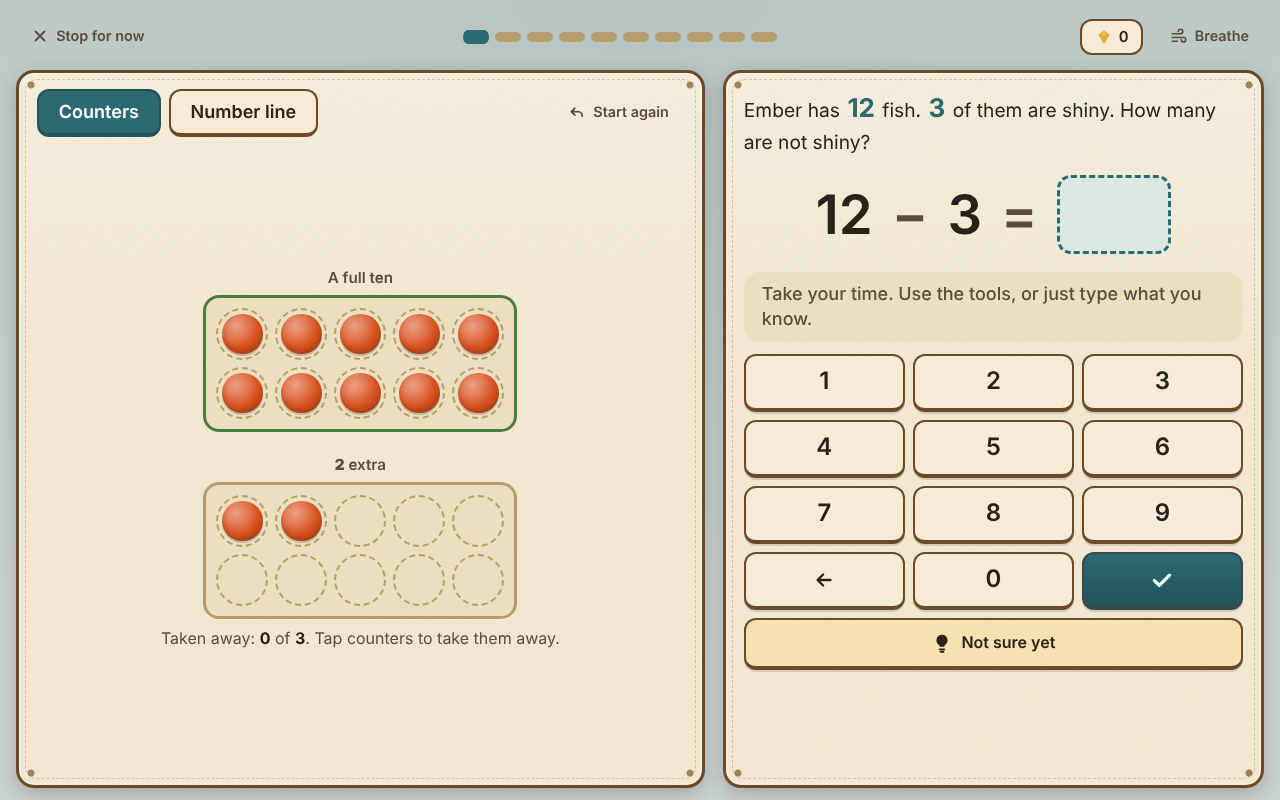 Stop for now
0
Breathe
Counters
Number line
Start again
A full ten
2 extra
Taken away: 0 of 3. Tap counters to take them away.
Ember has 12 fish. 3 of them are shiny. How many
are not shiny?
12 − 3 =
Take your time. Use the tools, or just type what you
know.
1 2 3
4 5 6
7 8 9
0
Not sure yet